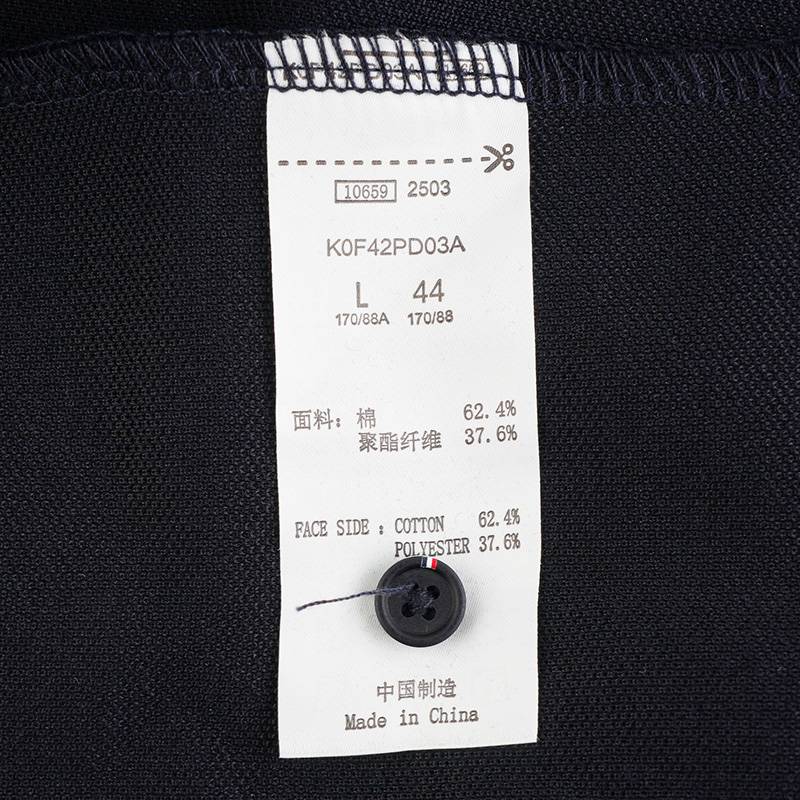 10659 2503
K0F42PD03A
L 44
170/88A 170/88
面料：棉 62.4%
聚酯纤维 37.6%
FACE SIDE : COTTON 62.4%
POLYESTER 37.6%
中国制造
Made in China